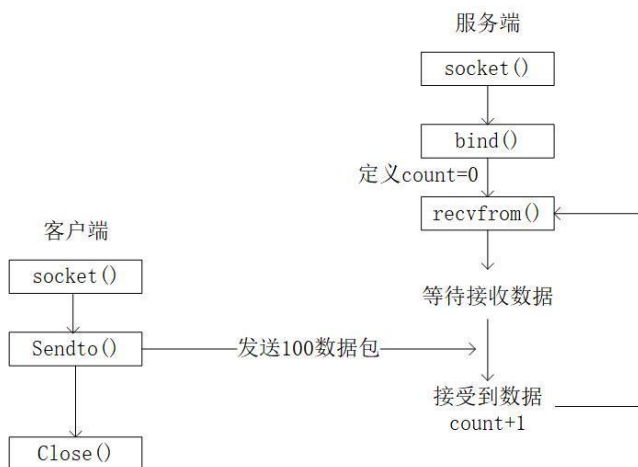 服务端
socket()
bind()
定义count=0
recvfrom()
客户端
socket()
等待接收数据
Sendto()
发送100数据包
接受到数据
count+1
Close()